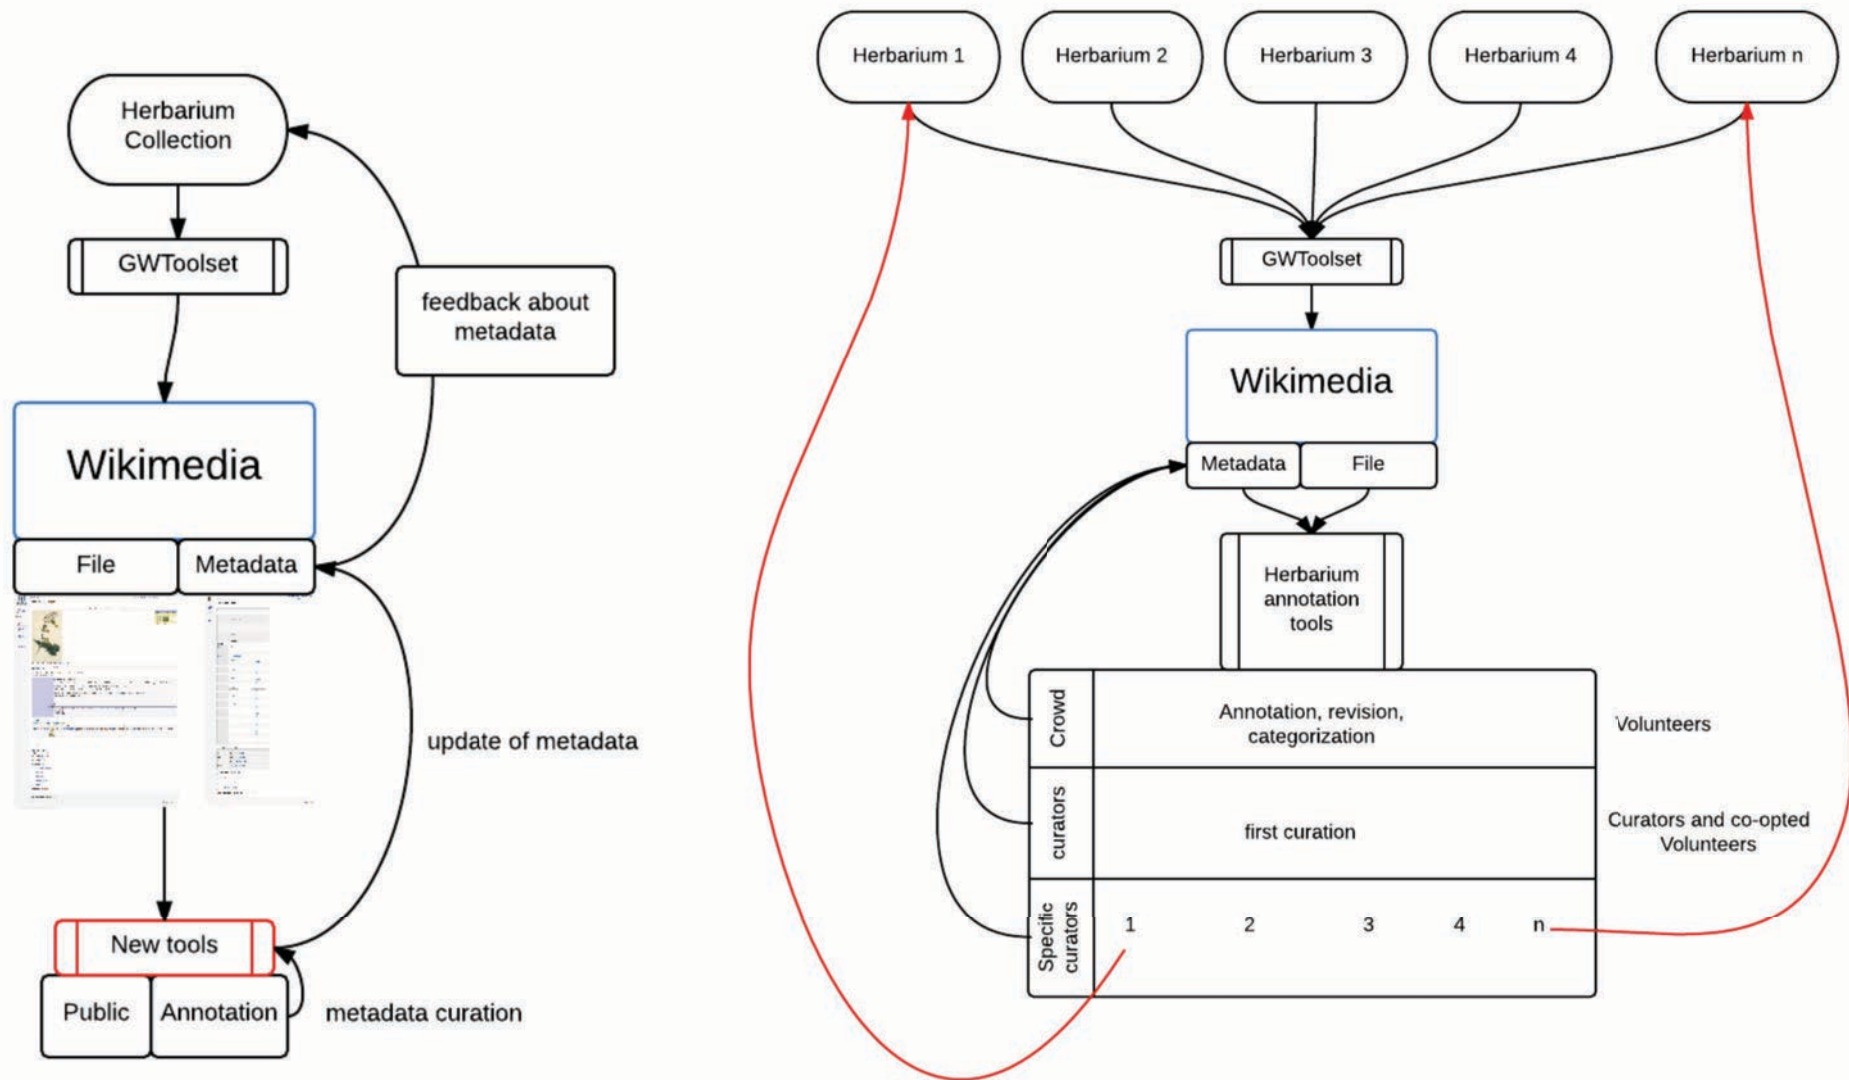 Herbarium
Collection
GWToolset
feedback about
metadata
Wikimedia
File
Metadata
update of metadata
New tools
Public
Annotation
metadata curation
Herbarium 1
Herbarium 2
Herbarium 3
Herbarium 4
Herbarium n
GWToolset
Wikimedia
Metadata
File
Herbarium
annotation
tools
Crowd
Annotation, revision,
categorization
Volunteers
curators
first curation
Curators and co-opted
Volunteers
Specific
curators
1
2
3
4
n